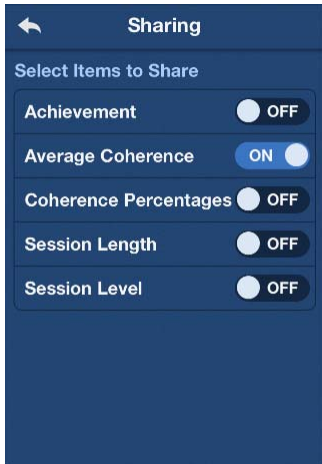 Sharing
Select Items to Share
Achievement OFF
Average Coherence ON
Coherence Percentages OFF
Session Length OFF
Session Level OFF